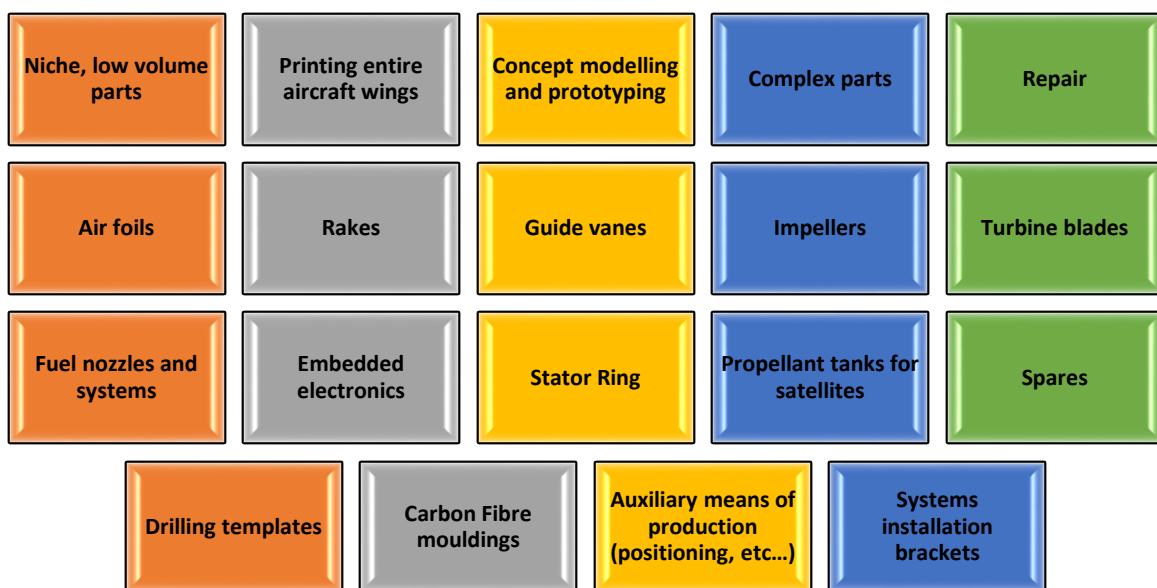 Niche, low volume
parts
Printing entire
aircraft wings
Concept modelling
and prototyping
Complex parts
Repair
Air foils
Rakes
Guide vanes
Impellers
Turbine blades
Fuel nozzles and
systems
Embedded
electronics
Stator Ring
Propellant tanks for
satellites
Spares
Drilling templates
Carbon Fibre
mouldings
Auxiliary means of
production
(positioning, etc...)
Systems
installation
brackets